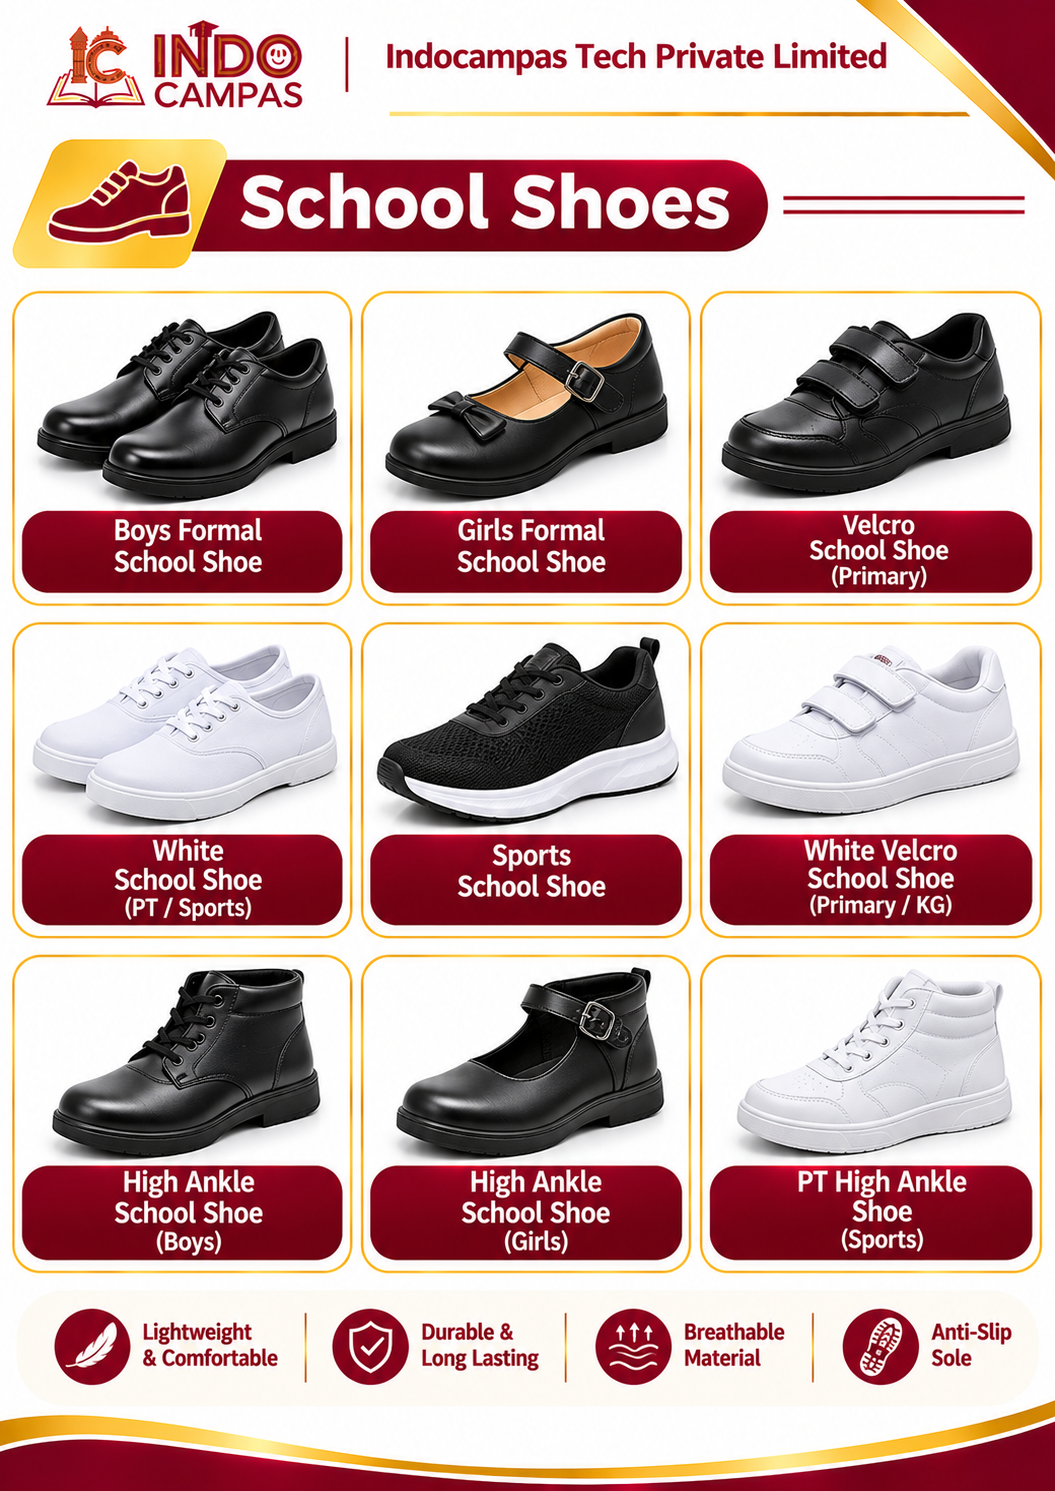 IC INDO
CAMPAS
Indocampas Tech Private Limited
School Shoes
Boys Formal
School Shoe
Girls Formal
School Shoe
Velcro
School Shoe
(Primary)
White
School Shoe
(PT / Sports)
Sports
School Shoe
White Velcro
School Shoe
(Primary / KG)
High Ankle
School Shoe
(Boys)
High Ankle
School Shoe
(Girls)
PT High Ankle
Shoe
(Sports)
Lightweight
& Comfortable
Durable &
Long Lasting
Breathable
Material
Anti-Slip
Sole